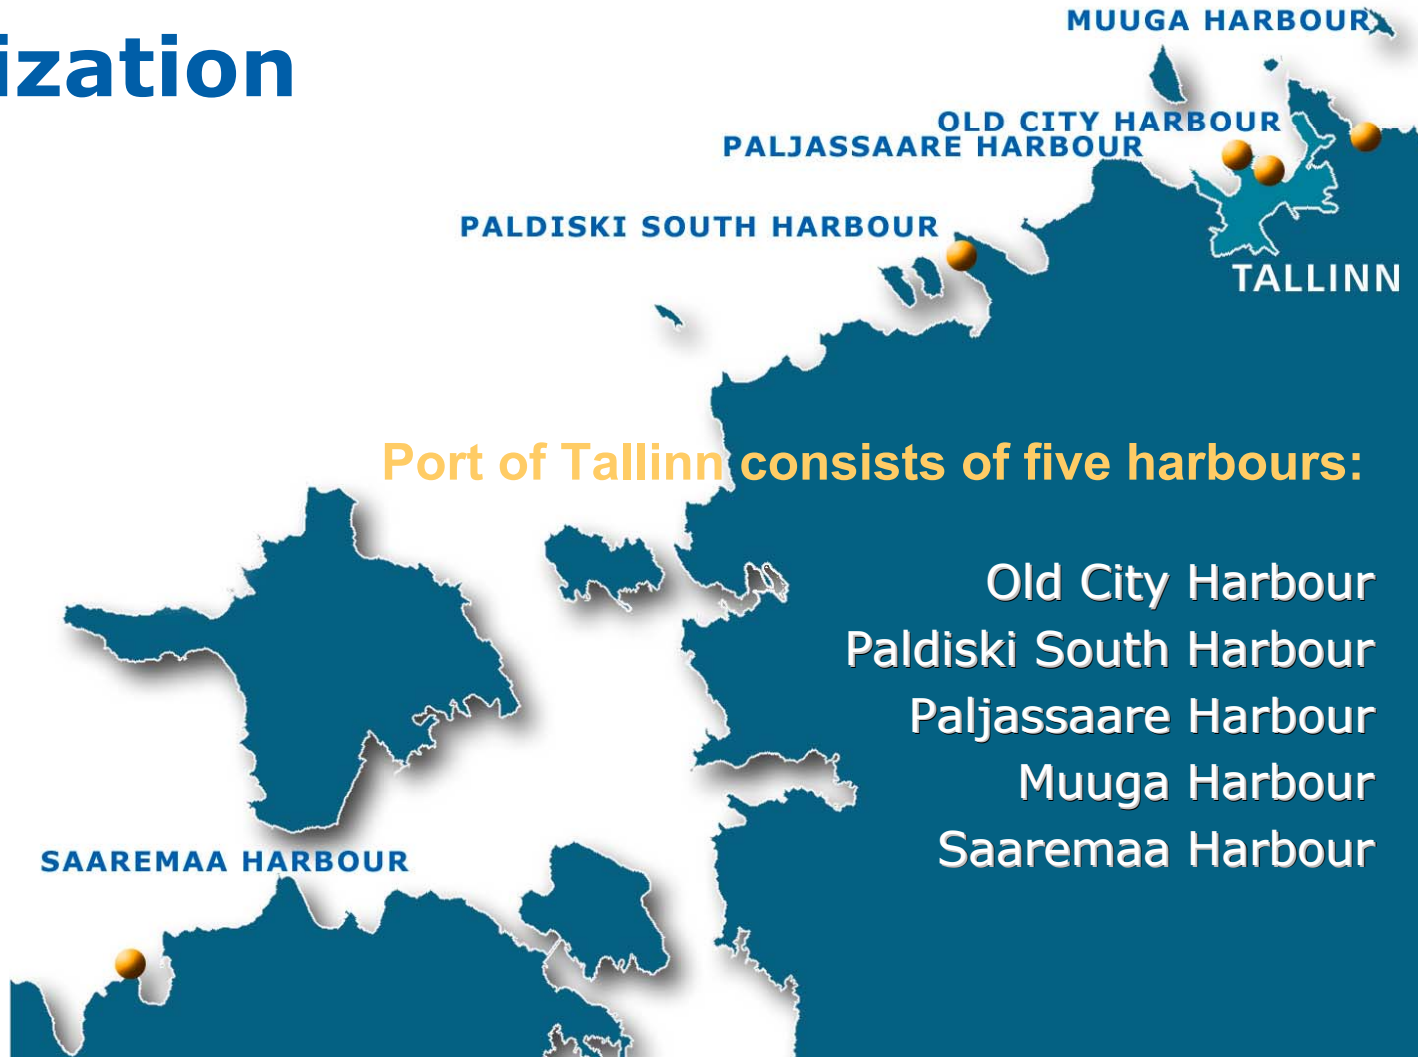 ization
MUUGA HARBOUR
OLD CITY HARBOUR
PALJASSAARE HARBOUR
PALDISKI SOUTH HARBOUR
TALLINN
Port of Tallinn consists of five harbours:
Old City Harbour
Paldiski South Harbour
Paljassaare Harbour
Muuga Harbour
Saaremaa Harbour
SAAREMAA HARBOUR